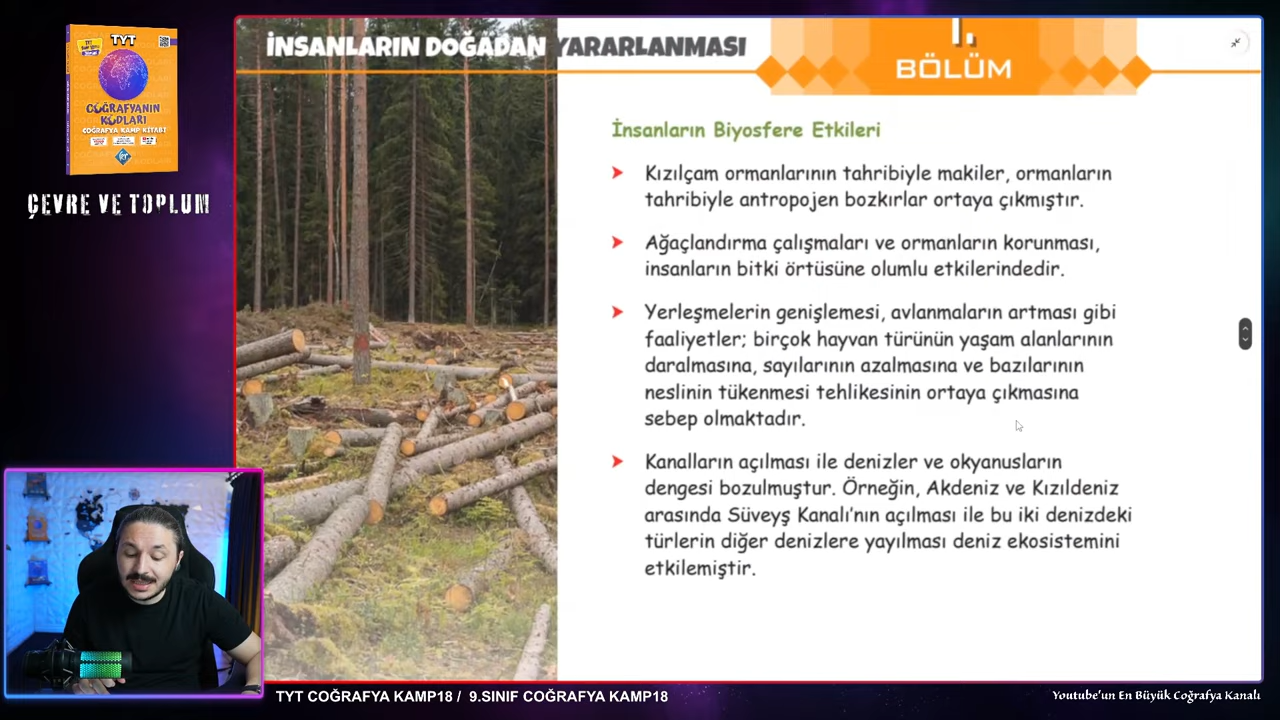 TYT
COĞRAFYANIN
KODLARI
COĞRAFYA KAMP KİTABI
ÇEVRE VE TOPLUM
İNSANLARIN DOĞADAN YARARLANMASI
1.
BÖLÜM
İnsanların Biyosfere Etkileri
Kızılçam ormanlarının tahribiyle makiler, ormanların
tahribiyle antropojen bozkırlar ortaya çıkmıştır.
Ağaçlandırma çalışmaları ve ormanların korunması,
insanların bitki örtüsüne olumlu etkilerindedir.
Yerleşmelerin genişlemesi, avlanmaların artması gibi
faaliyetler; birçok hayvan türünün yaşam alanlarının
daralmasına, sayılarının azalmasına ve bazılarının
neslinin tükenmesi tehlikesinin ortaya çıkmasına
sebep olmaktadır.
Kanalların açılması ile denizler ve okyanusların
dengesi bozulmuştur. Örneğin, Akdeniz ve Kızıldeniz
arasında Süveyş Kanalı'nın açılması ile bu iki denizdeki
türlerin diğer denizlere yayılması deniz ekosistemini
etkilemiştir.
TYT COĞRAFYA KAMP18 / 9.SINIF COĞRAFYA KAMP18
Youtube'un En Büyük Coğrafya Kanalı